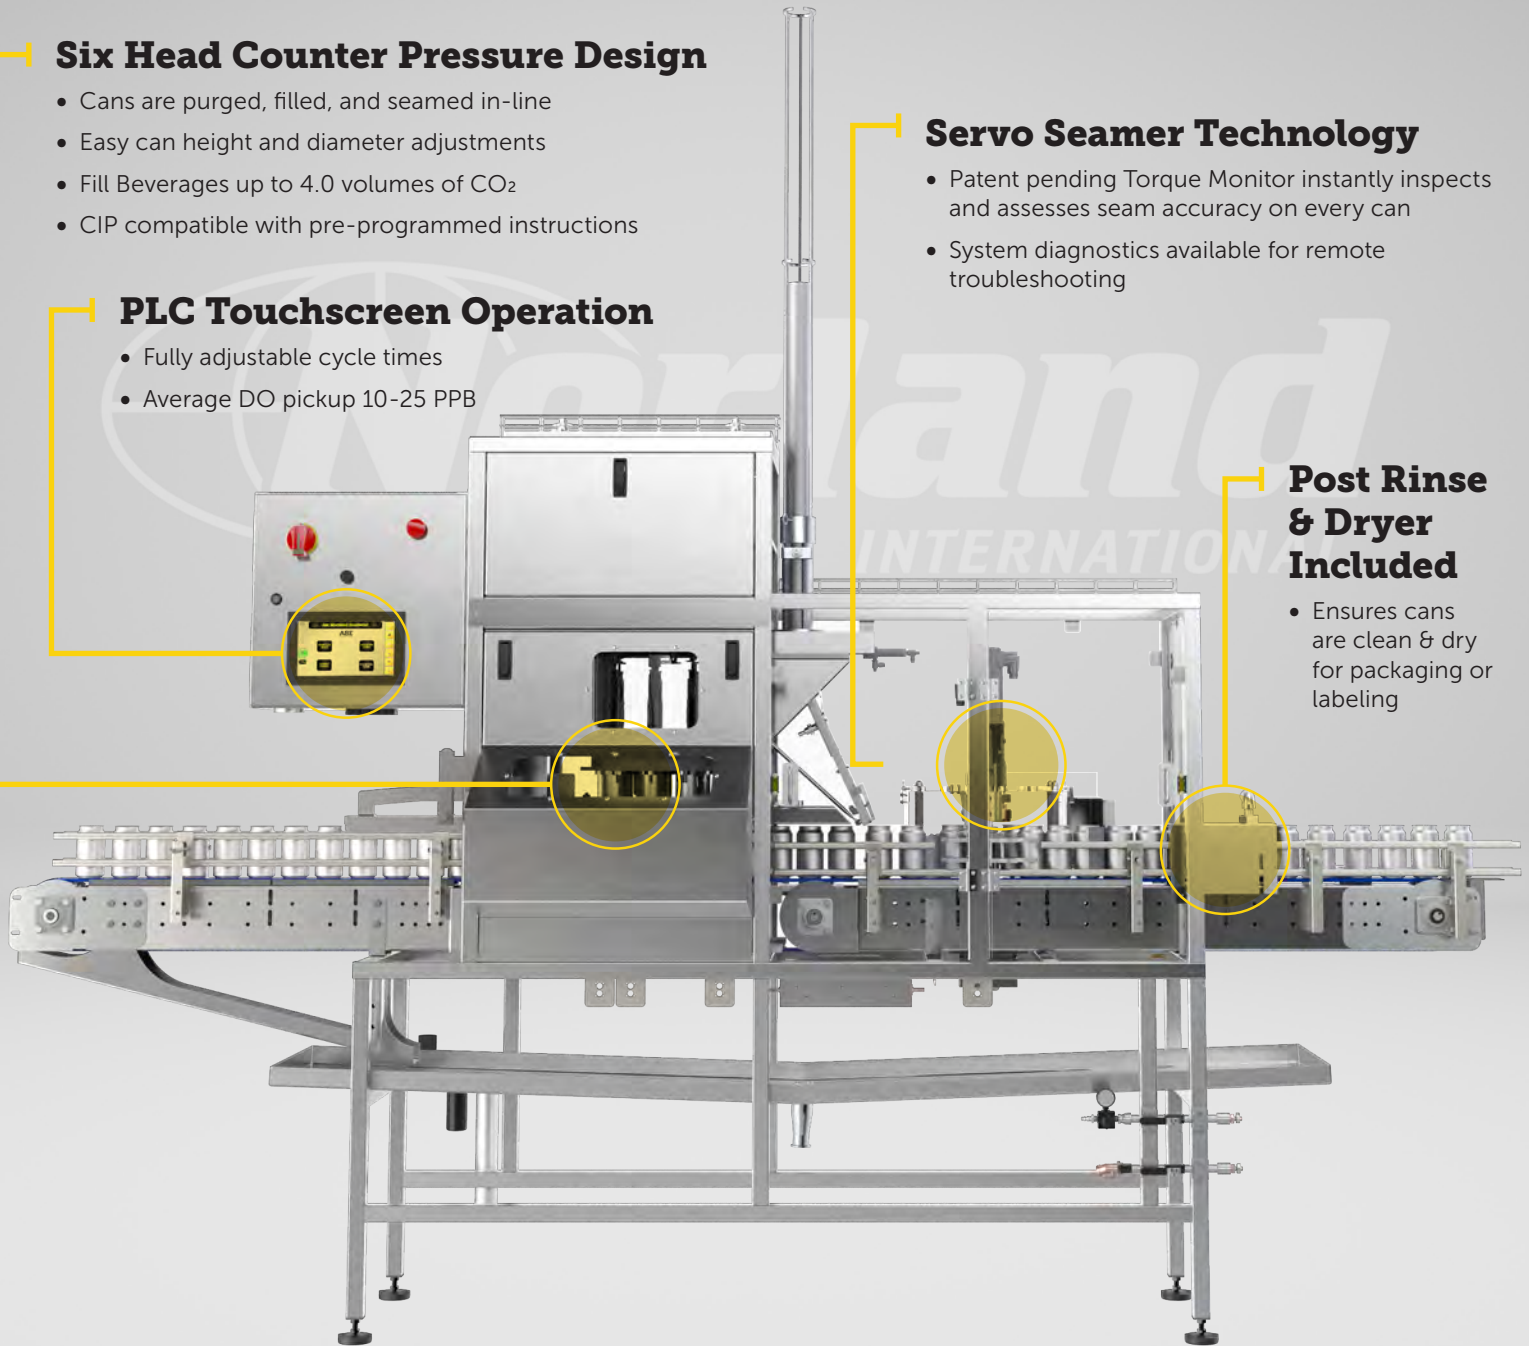 Six Head Counter Pressure Design
• Cans are purged, filled, and seamed in-line
• Easy can height and diameter adjustments
• Fill Beverages up to 4.0 volumes of CO₂
• CIP compatible with pre-programmed instructions
Servo Seamer Technology
• Patent pending Torque Monitor instantly inspects
and assesses seam accuracy on every can
• System diagnostics available for remote
troubleshooting
PLC Touchscreen Operation
• Fully adjustable cycle times
• Average DO pickup 10-25 PPB
Norland
INTERNATIONAL
Post Rinse
& Dryer
Included
• Ensures cans
are clean & dry
for packaging or
labeling